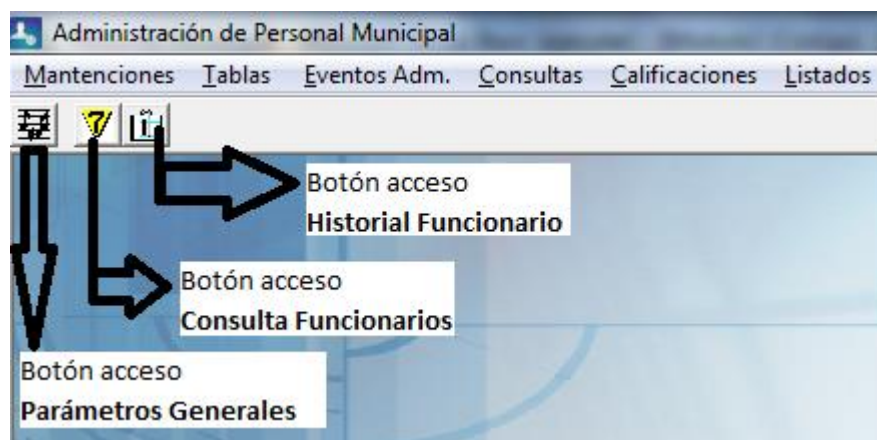 Administración de Personal Municipal
Mantenciones Tablas Eventos Adm. Consultas Calificaciones Listados
Botón acceso
Historial Funcionario
Botón acceso
Consulta Funcionarios
Botón acceso
Parámetros Generales